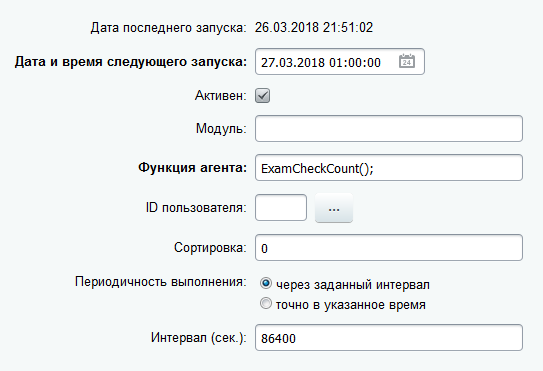 Дата последнего запуска: 26.03.2018 21:51:02
Дата и время следующего запуска: 27.03.2018 01:00:00 24
Активен:
Модуль:
Функция агента: ExamCheckCount();
ID пользователя: ...
Сортировка: 0
Периодичность выполнения: через заданный интервал
точно в указанное время
Интервал (сек.): 86400